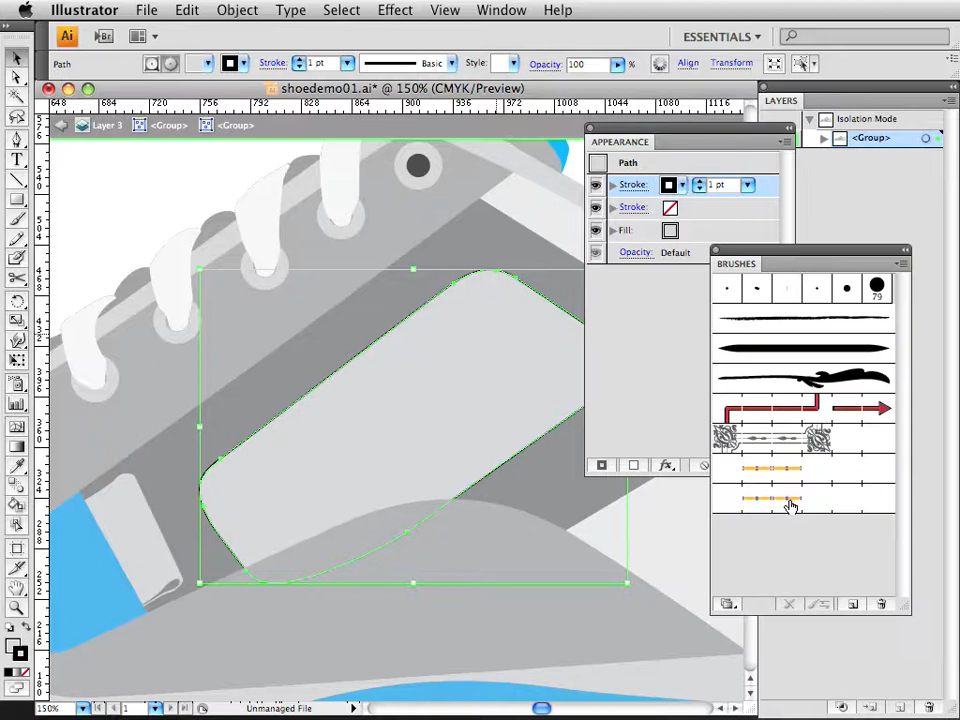 Illustrator File Edit Object Type Select Effect View Window Help
Ai Br ESSENTIALS
Path Stroke: 1 pt Basic Style: Opacity: 100 % Align Transform
shoedemo01.ai* @ 150% (CMYK/Preview)
648 684 720 756 792 828 864 900 936 972 1008 1044 1116
Layer 3 <Group> <Group>
LAYERS
Isolation Mode
<Group>
APPEARANCE
Path
Stroke: 1 pt
Stroke:
Fill:
Opacity: Default
fx
BRUSHES
79
T
150% 1 Unmanaged File